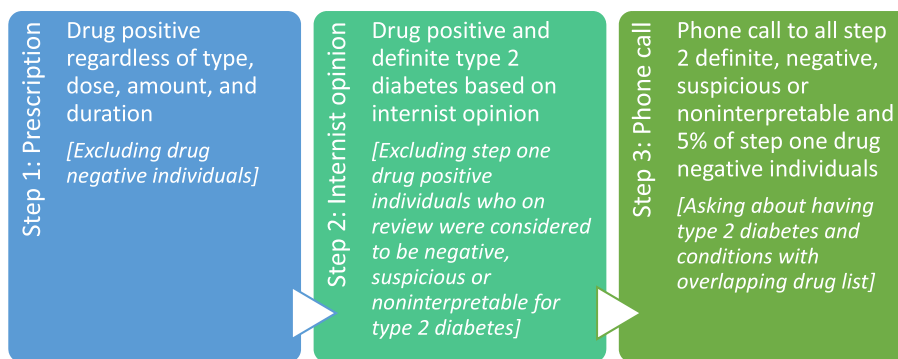 Step 1: Prescription
Drug positive
regardless of type,
dose, amount, and
duration
[Excluding drug
negative individuals]
Step 2: Internist opinion
Drug positive and
definite type 2
diabetes based on
internist opinion
[Excluding step one
drug positive
individuals who on
review were considered
to be negative,
suspicious or
noninterpretable for
type 2 diabetes]
Step 3: Phone call
Phone call to all step
2 definite, negative,
suspicious or
noninterpretable and
5% of step one drug
negative individuals
[Asking about having
type 2 diabetes and
conditions with
overlapping drug list]